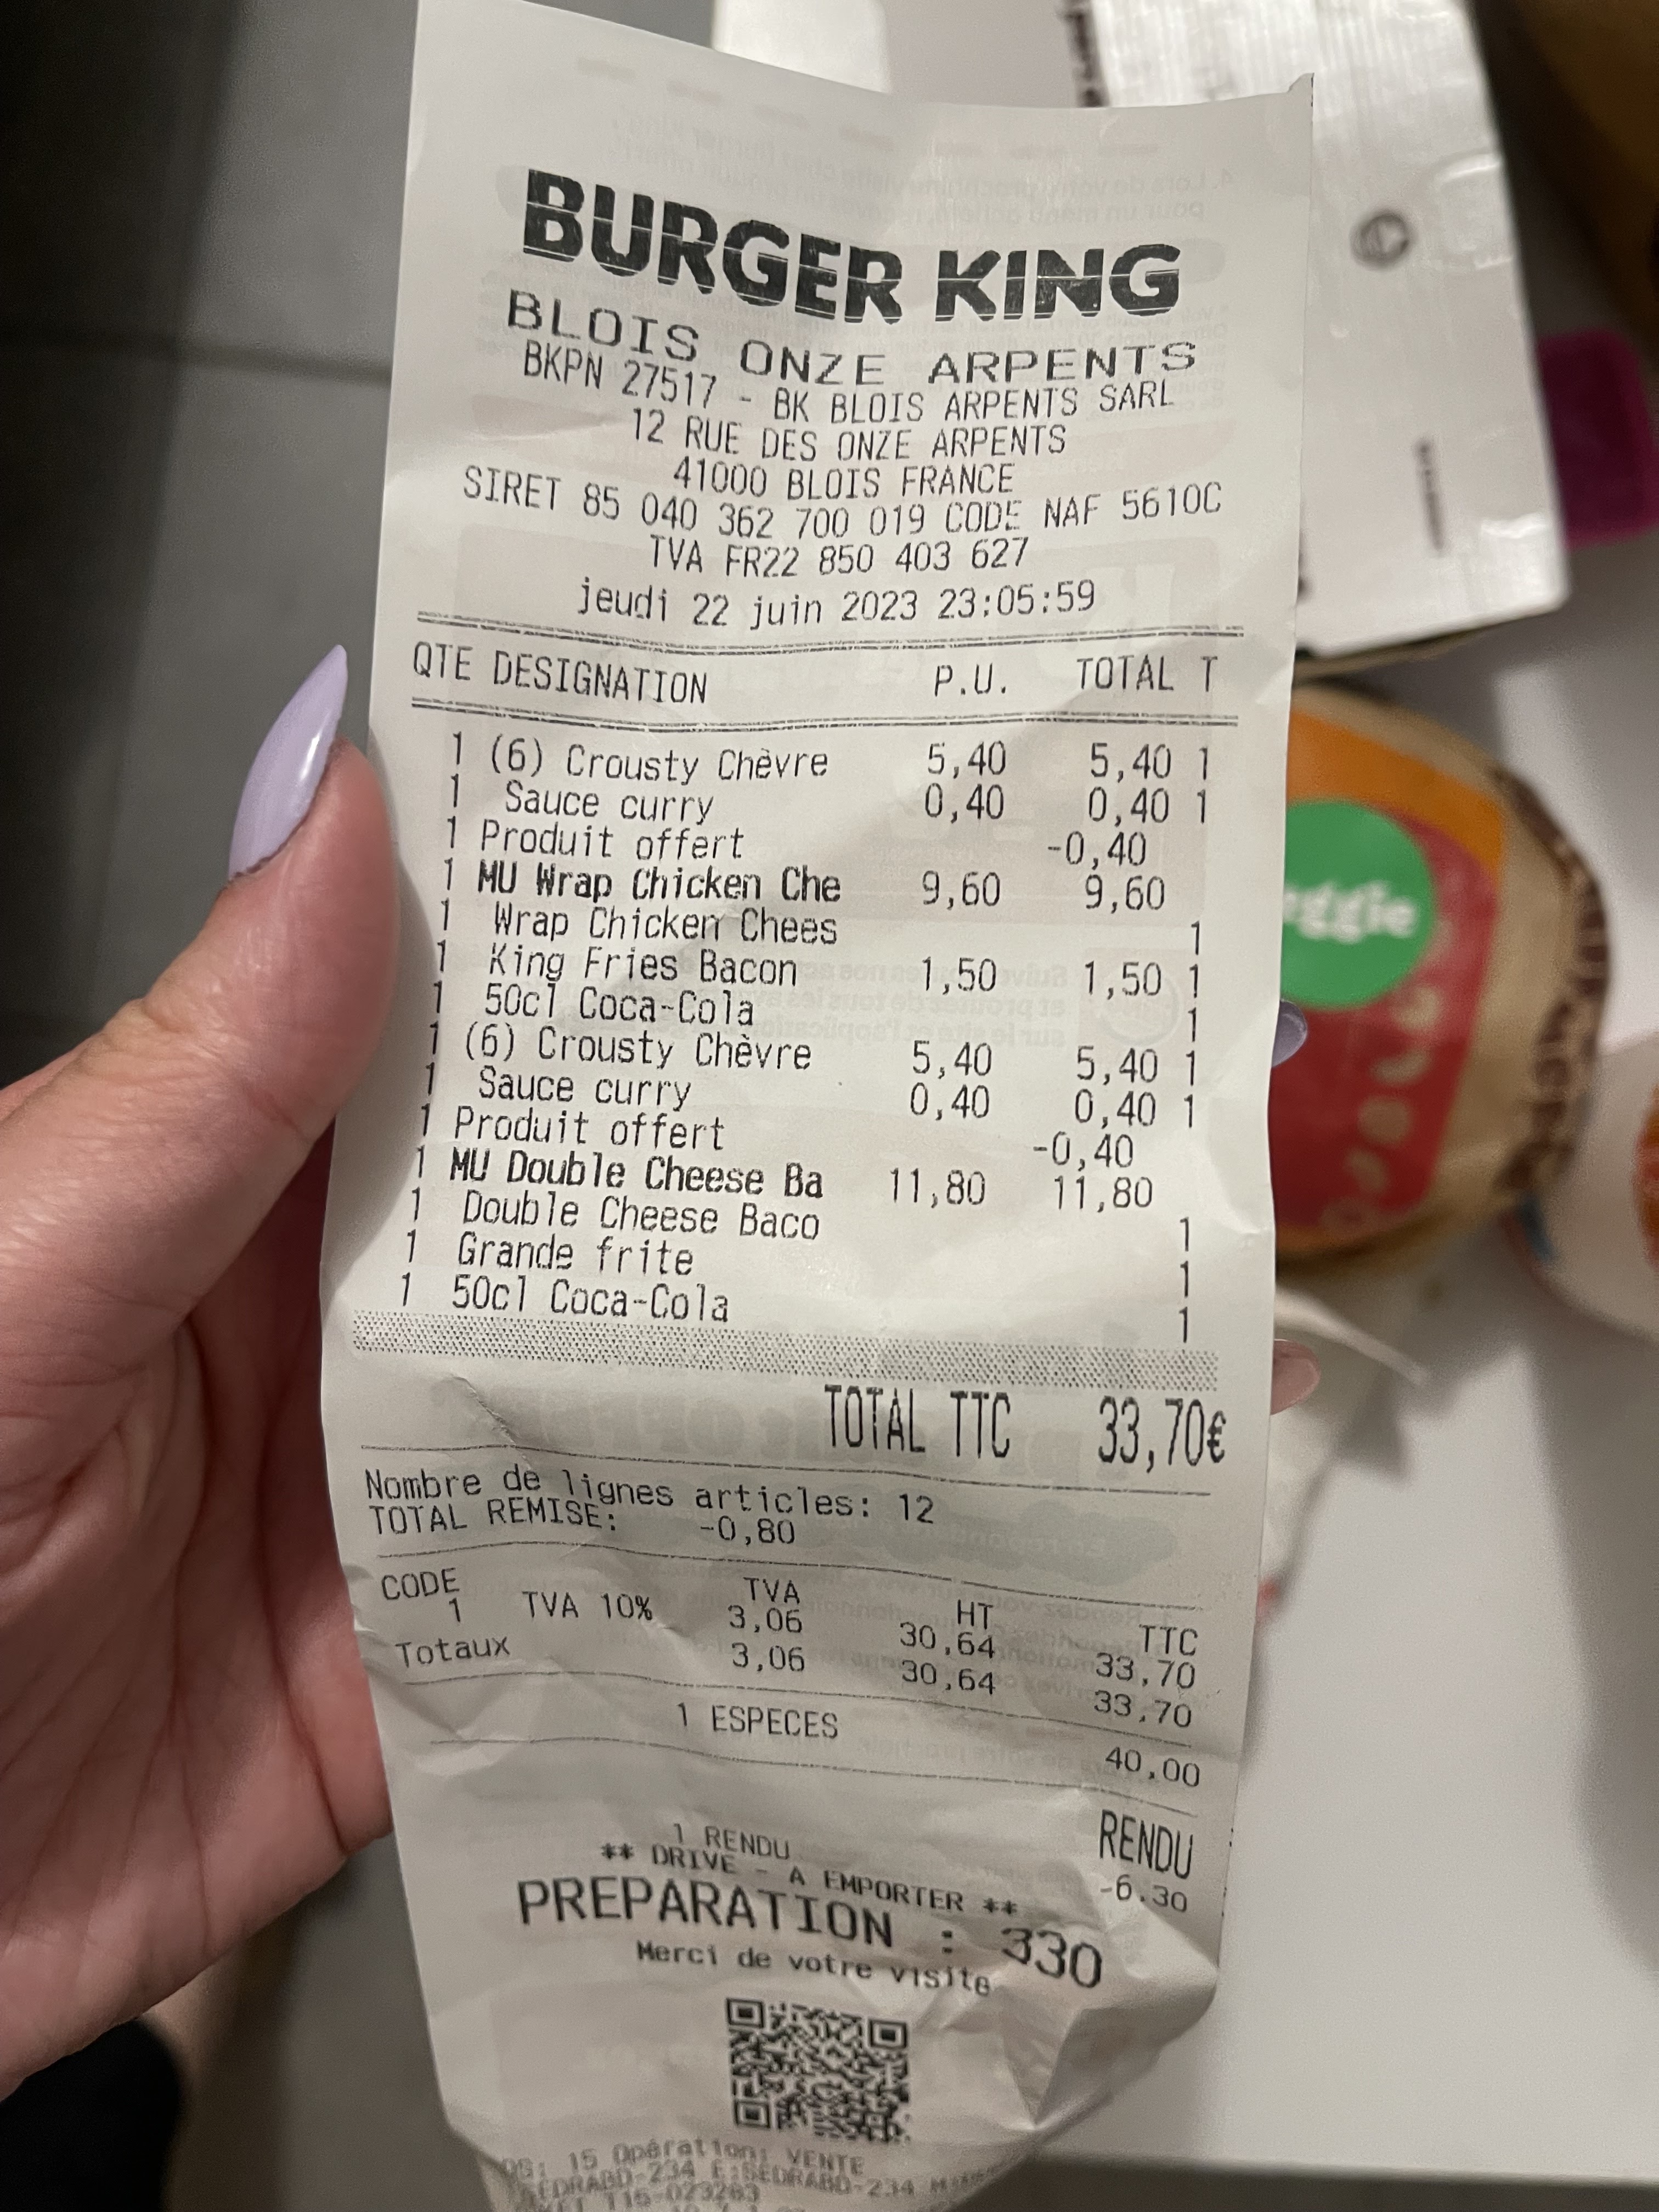 BURGER KING
BLOIS ONZE ARPENTS
BKPN 27517 - BK BLOIS ARPENTS SARL
12 RUE DES ONZE ARPENTS
41000 BLOIS FRANCE
SIRET 85 040 362 700 019 CODE NAF 5610C
TVA FR22 850 403 627
jeudi 22 juin 2023 23:05:59
QTE DESIGNATION P.U. TOTAL T
1 (6) Crousty Chèvre 5,40 5,40 1
1 Sauce curry 0,40 0,40 1
1 Produit offert -0,40
1 MU Wrap Chicken Che 9,60 9,60
1 Wrap Chicken Chees 1
1 King Fries Bacon 1,50 1,50 1
1 50cl Coca-Cola 1
1 (6) Crousty Chèvre 5,40 5,40 1
1 Sauce curry 0,40 0,40 1
1 Produit offert -0,40
1 MU Double Cheese Ba 11,80 11,80
1 Double Cheese Baco 1
1 Grande frite 1
1 50cl Coca-Cola 1
TOTAL TTC 33,70€
Nombre de lignes articles: 12
TOTAL REMISE: -0,80
CODE TVA HT TTC
1 TVA 10% 3,06 30,64 33,70
Totaux 3,06 30,64 33,70
1 ESPECES 40,00
RENDU
1 RENDU -6.30
** DRIVE - A EMPORTER **
PREPARATION : 330
Merci de votre visite
15 Opération: VENTE
116-023263
eggie